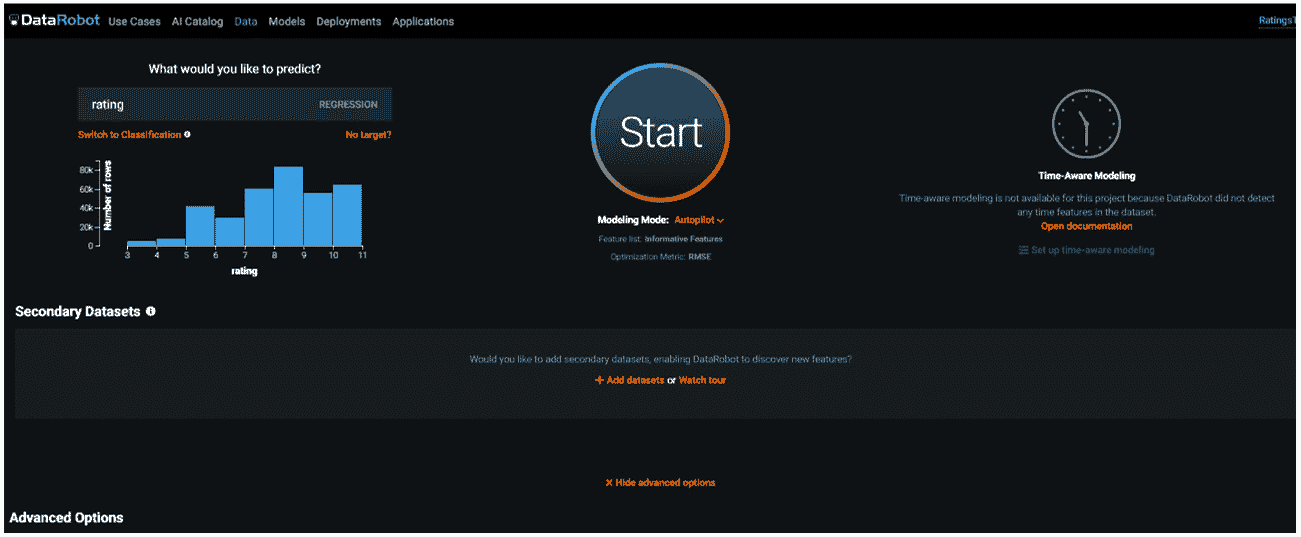 DataRobot Use Cases AI Catalog Data Models Deployments Applications
What would you like to predict?
rating REGRESSION
Switch to Classification No target?
Number of rows
80k
60k
40k
20k
0
3 4 5 6 7 8 9 10 11
rating
Start
Modeling Mode: Autopilot
Feature list: Informative Features
Optimization Metric: RMSE
Time-Aware Modeling
Time-aware modeling is not available for this project because DataRobot did not detect
any time features in the dataset.
Open documentation
Set up time-aware modeling
Secondary Datasets
Would you like to add secondary datasets, enabling DataRobot to discover new features?
+ Add datasets or Watch tour
× Hide advanced options
Advanced Options